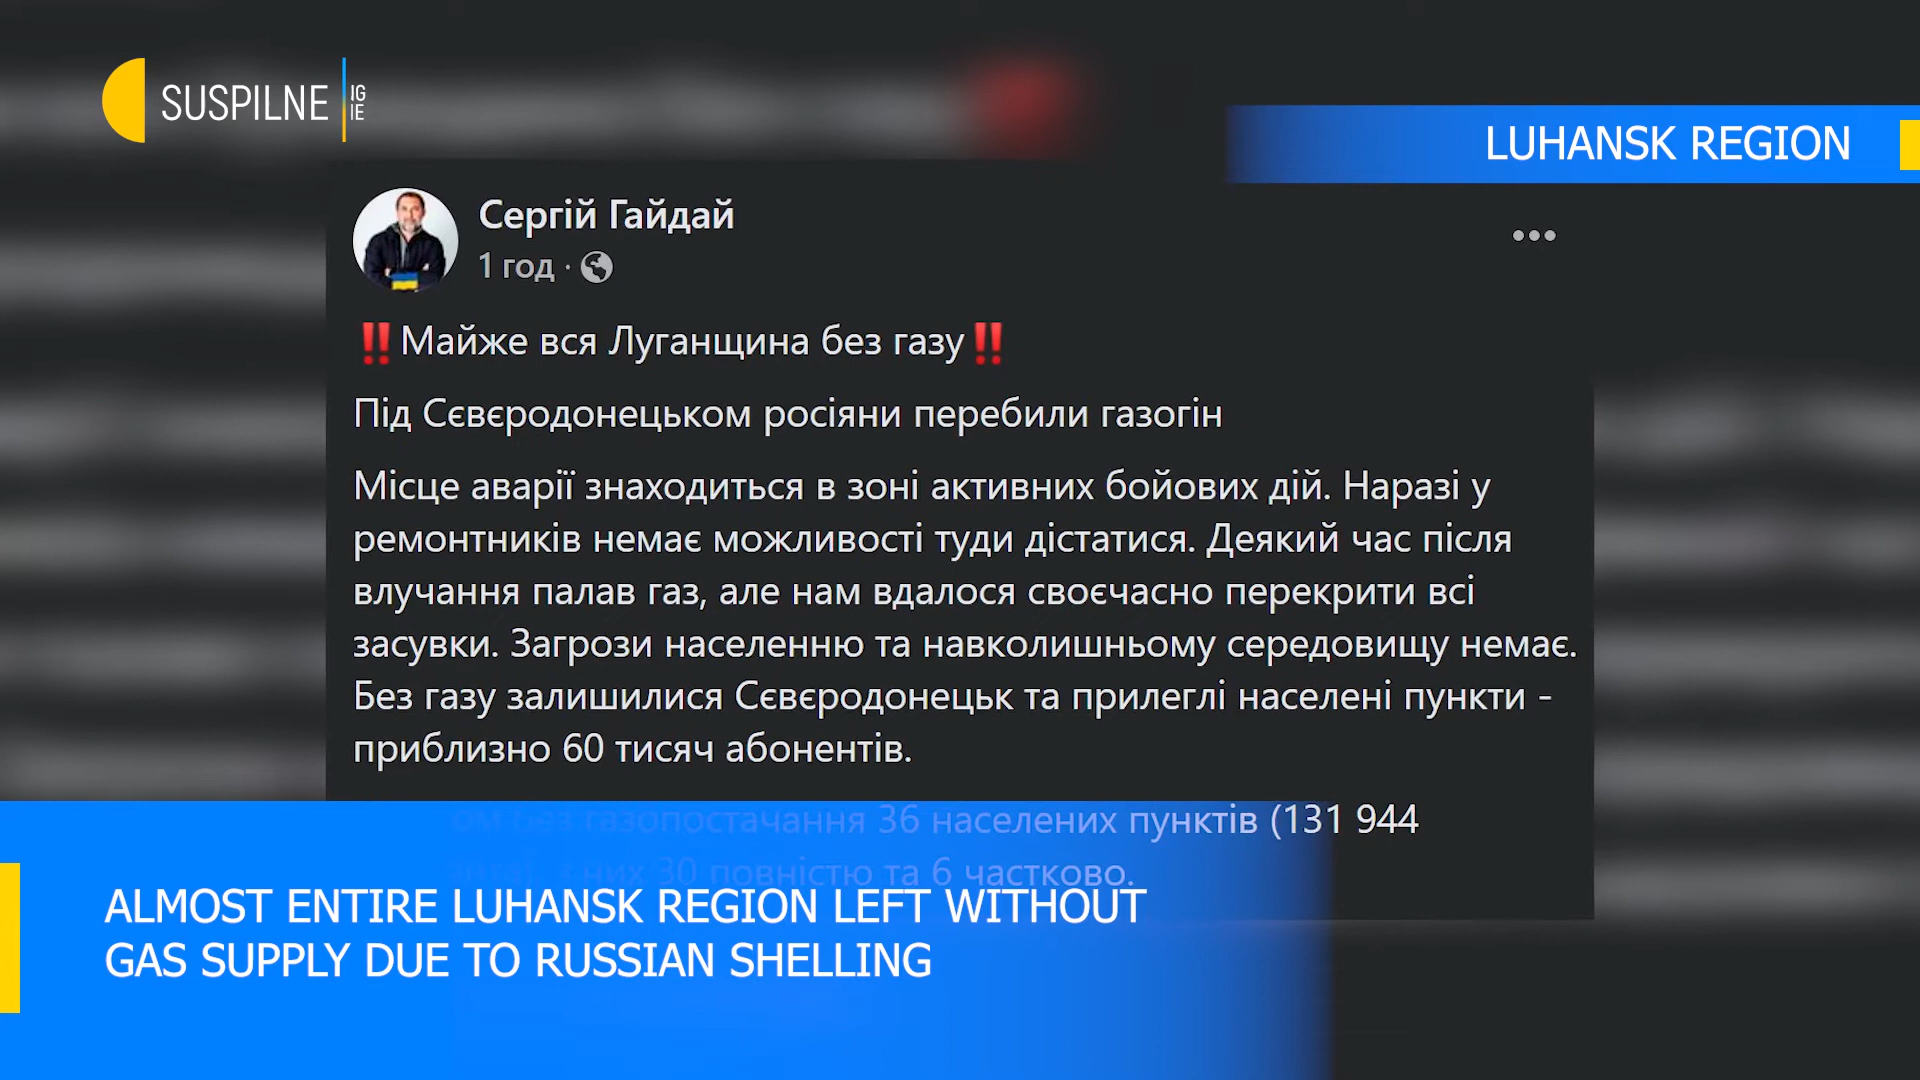 SUSPILNE
IG
IE
LUHANSK REGION
Сергій Гайдай
1 год ·
‼Майже вся Луганщина без газу‼
Під Сєвєродонецьком росіяни перебили газогін
Місце аварії знаходиться в зоні активних бойових дій. Наразі у
ремонтників немає можливості туди дістатися. Деякий час після
влучання палав газ, але нам вдалося своєчасно перекрити всі
засувки. Загрози населенню та навколишньому середовищу немає.
Без газу залишилися Сєвєродонецьк та прилеглі населені пункти -
приблизно 60 тисяч абонентів.
без газопостачання 36 населених пунктів (131 944
них 30 повністю та 6 частково.
ALMOST ENTIRE LUHANSK REGION LEFT WITHOUT
GAS SUPPLY DUE TO RUSSIAN SHELLING